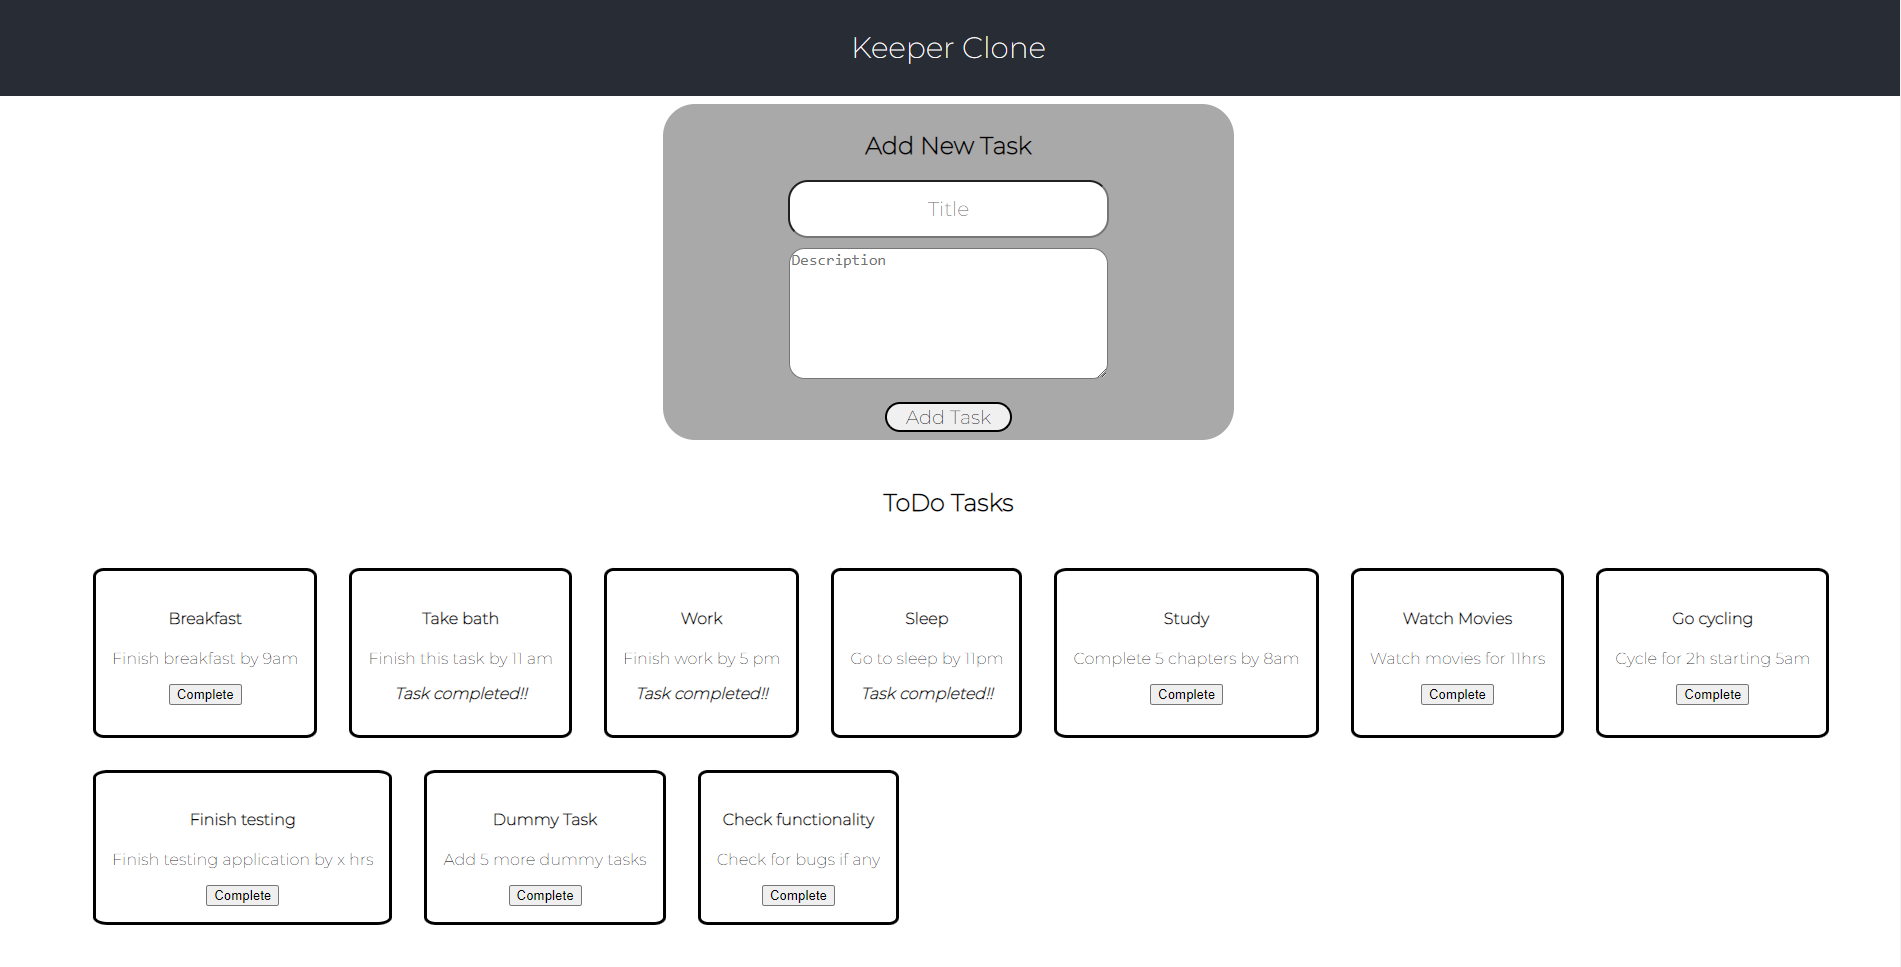 Keeper Clone
Add New Task
Title
Description
Add Task
ToDo Tasks
Breakfast
Finish breakfast by 9am
Complete
Take bath
Finish this task by 11 am
Task completed!!
Work
Finish work by 5 pm
Task completed!!
Sleep
Go to sleep by 11pm
Task completed!!
Study
Complete 5 chapters by 8am
Complete
Watch Movies
Watch movies for 11hrs
Complete
Go cycling
Cycle for 2h starting 5am
Complete
Finish testing
Finish testing application by x hrs
Complete
Dummy Task
Add 5 more dummy tasks
Complete
Check functionality
Check for bugs if any
Complete